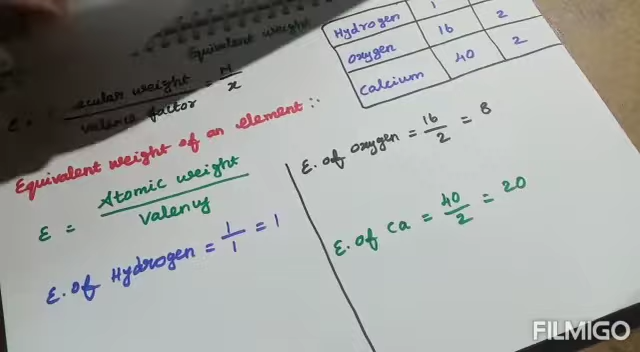 Equivalent weight
E = ecular weight / valence factor = M / x
Hydrogen 1
Oxygen 16 2
Calcium 40 2
Equivalent weight of an element :-
E = Atomic weight / Valency
E. of Hydrogen = 1/1 = 1
E. of Oxygen = 16/2 = 8
E. of Ca = 40/2 = 20
FILMIGO